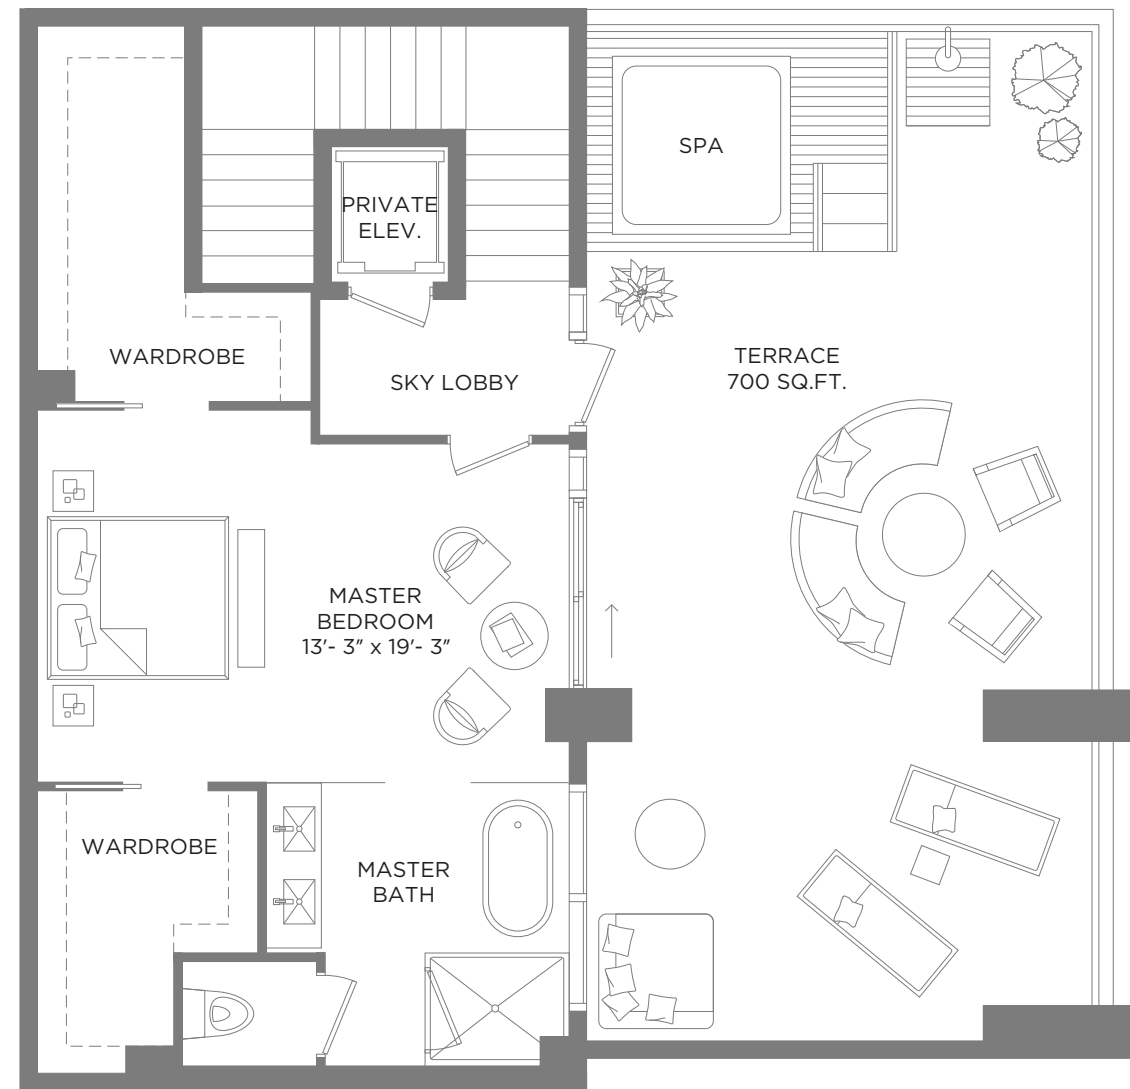 SPA
PRIVATE
ELEV.
WARDROBE
SKY LOBBY
TERRACE
700 SQ.FT.
MASTER
BEDROOM
13'- 3" x 19'- 3"
WARDROBE
MASTER
BATH